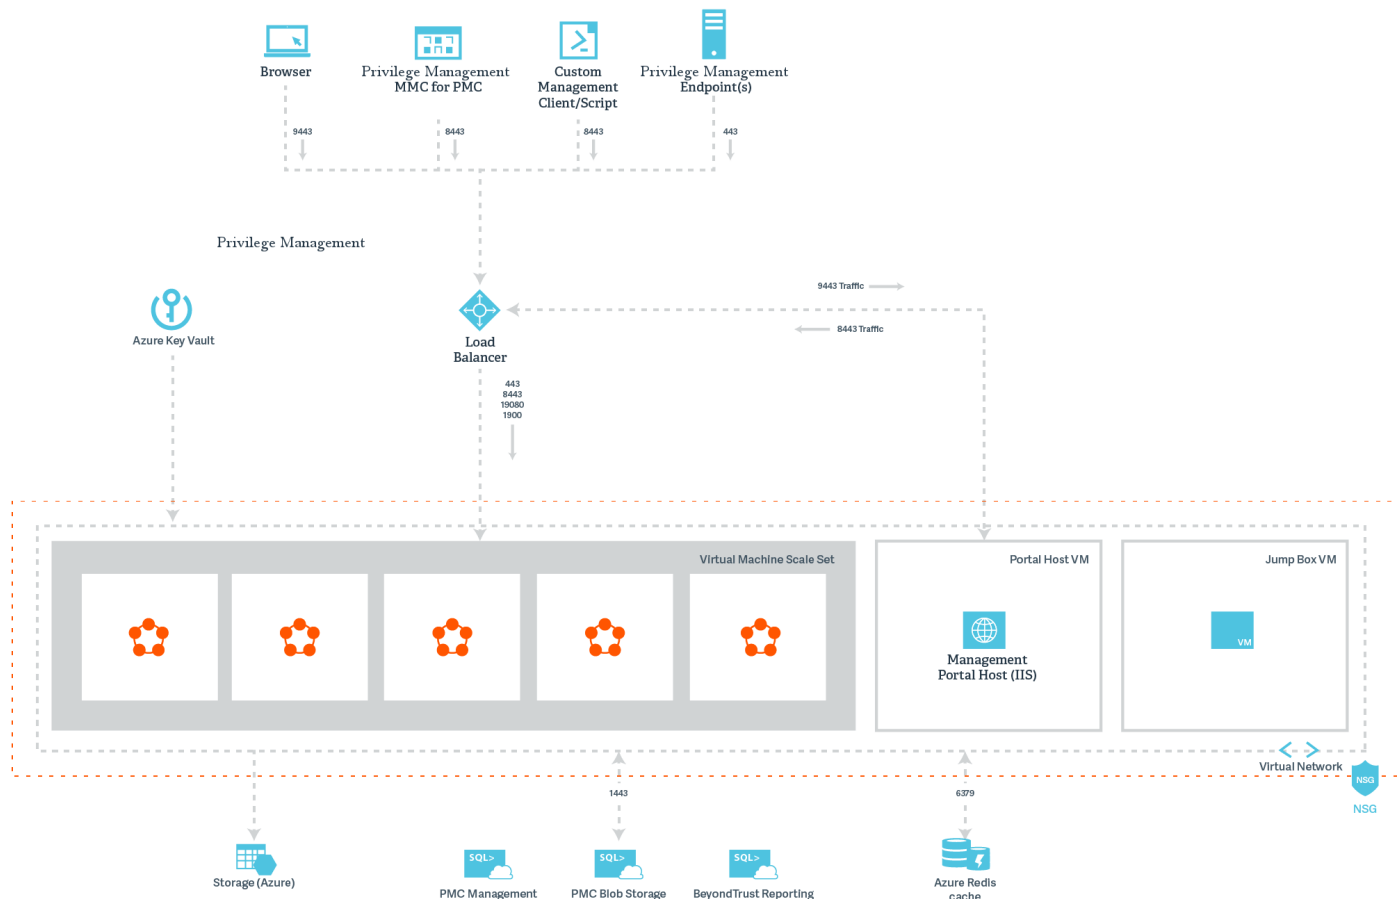 Browser
Privilege Management
MMC for PMC
Custom
Management
Client/Script
Privilege Management
Endpoint(s)
9443
8443
8443
443
Privilege Management
9443 Traffic
8443 Traffic
Azure Key Vault
Load
Balancer
443
8443
19080
1900
Virtual Machine Scale Set
Portal Host VM
Jump Box VM
VM
Management
Portal Host (IIS)
Virtual Network
NSG
NSG
1443
6379
SQL>
SQL>
SQL>
Storage (Azure)
PMC Management
PMC Blob Storage
BeyondTrust Reporting
Azure Redis
cache